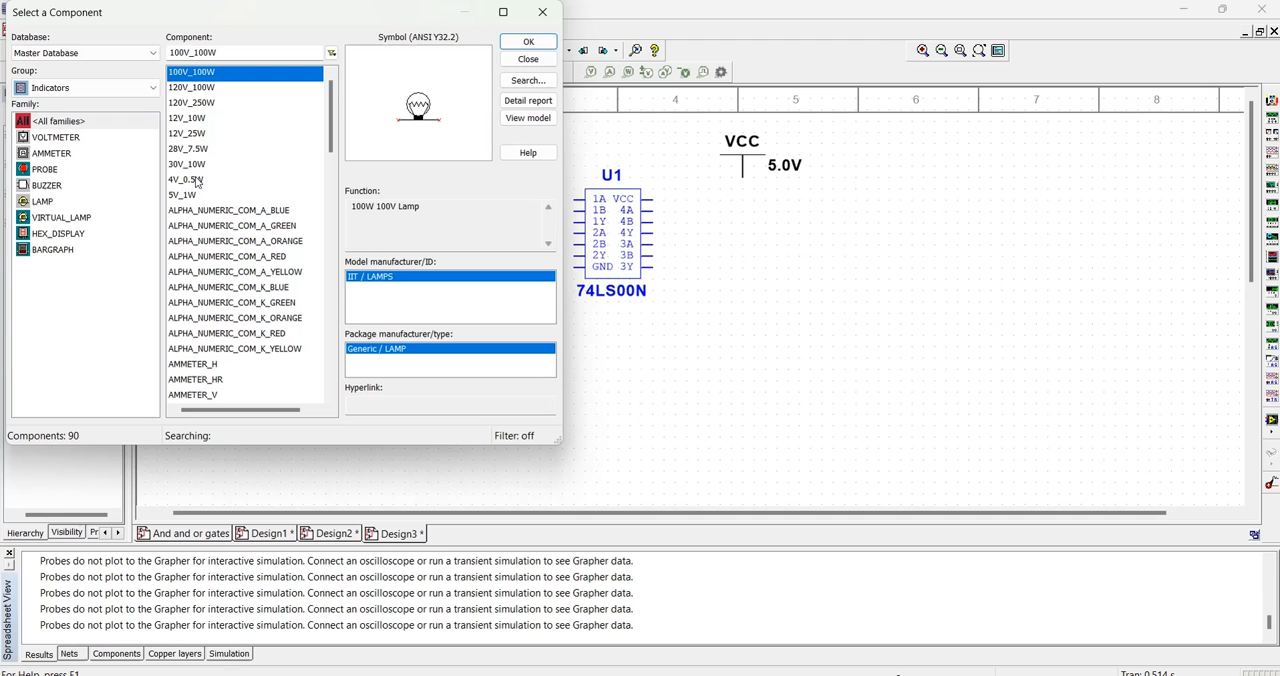 Select a Component
Database:
Master Database
Group:
Indicators
Family:
All <All families>
VOLTMETER
AMMETER
PROBE
BUZZER
LAMP
VIRTUAL_LAMP
HEX_DISPLAY
BARGRAPH
Component:
100V_100W
100V_100W
120V_100W
120V_250W
12V_10W
12V_25W
28V_7.5W
30V_10W
4V_0.5W
5V_1W
ALPHA_NUMERIC_COM_A_BLUE
ALPHA_NUMERIC_COM_A_GREEN
ALPHA_NUMERIC_COM_A_ORANGE
ALPHA_NUMERIC_COM_A_RED
ALPHA_NUMERIC_COM_A_YELLOW
ALPHA_NUMERIC_COM_K_BLUE
ALPHA_NUMERIC_COM_K_GREEN
ALPHA_NUMERIC_COM_K_ORANGE
ALPHA_NUMERIC_COM_K_RED
ALPHA_NUMERIC_COM_K_YELLOW
AMMETER_H
AMMETER_HR
AMMETER_V
Symbol (ANSI Y32.2)
OK
Close
Search...
Detail report
View model
Help
Function:
100W 100V Lamp
Model manufacturer/ID:
IIT / LAMPS
Package manufacturer/type:
Generic / LAMP
Hyperlink:
Components: 90
Searching:
Filter: off
4 5 6 7 8
VCC
5.0V
U1
1A VCC
1B 4A
1Y 4B
2A 4Y
2B 3A
2Y 3B
GND 3Y
74LS00N
Hierarchy Visibility Pr
And and or gates Design1 * Design2 * Design3 *
Spreadsheet View
Probes do not plot to the Grapher for interactive simulation. Connect an oscilloscope or run a transient simulation to see Grapher data.
Probes do not plot to the Grapher for interactive simulation. Connect an oscilloscope or run a transient simulation to see Grapher data.
Probes do not plot to the Grapher for interactive simulation. Connect an oscilloscope or run a transient simulation to see Grapher data.
Probes do not plot to the Grapher for interactive simulation. Connect an oscilloscope or run a transient simulation to see Grapher data.
Probes do not plot to the Grapher for interactive simulation. Connect an oscilloscope or run a transient simulation to see Grapher data.
Results Nets Components Copper layers Simulation
For Help, press F1
Tran: 0.514 s